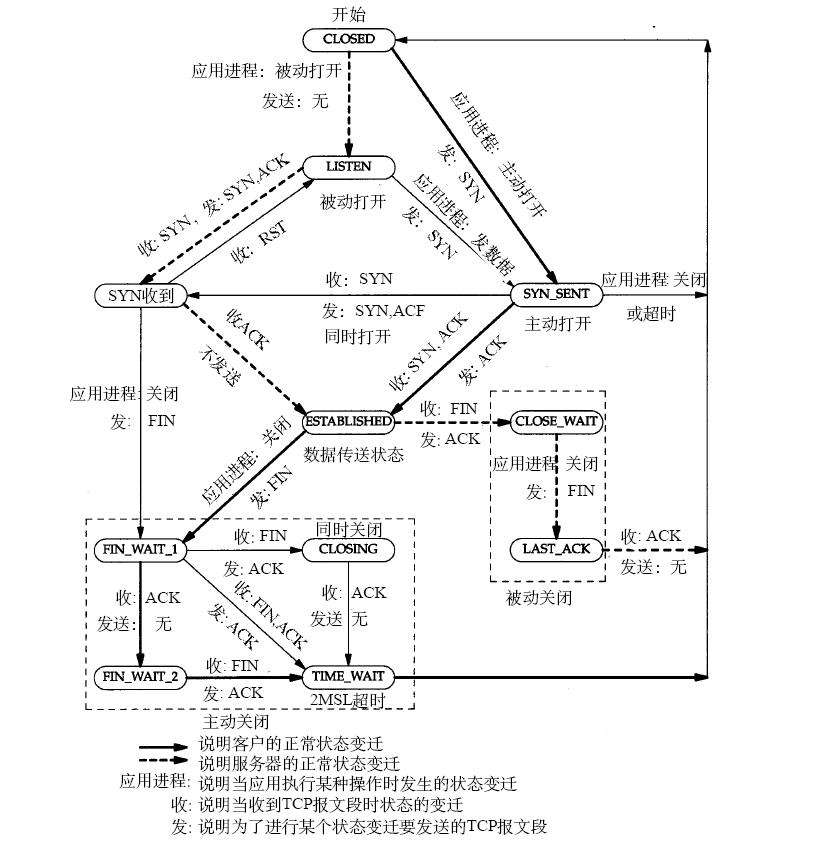 开始
CLOSED
应用进程：被动打开
发送：无
应用进程：主动打开
发：SYN
LISTEN
被动打开
收: SYN，发: SYN,ACK
收：RST
应用进程：发数据
发：SYN
SYN收到
收：SYN
发：SYN,ACF
同时打开
SYN_SENT
主动打开
应用进程 关闭
或超时
收ACK
不发送
收: SYN, ACK
发: ACK
应用进程: 关闭
发: FIN
ESTABLISHED
数据传送状态
收: FIN
发: ACK
CLOSE_WAIT
应用进程 关闭
发: FIN
应用进程：关闭
发: FIN
LAST_ACK
收: ACK
发送：无
被动关闭
同时关闭
FIN_WAIT_1
收: FIN
发: ACK
CLOSING
收: ACK
发送：无
收: FIN,ACK
发: ACK
收: ACK
发送 无
FIN_WAIT_2
收: FIN
发: ACK
TIME_WAIT
2MSL超时
主动关闭
说明客户的正常状态变迁
说明服务器的正常状态变迁
应用进程: 说明当应用执行某种操作时发生的状态变迁
收: 说明当收到TCP报文段时状态的变迁
发: 说明为了进行某个状态变迁要发送的TCP报文段